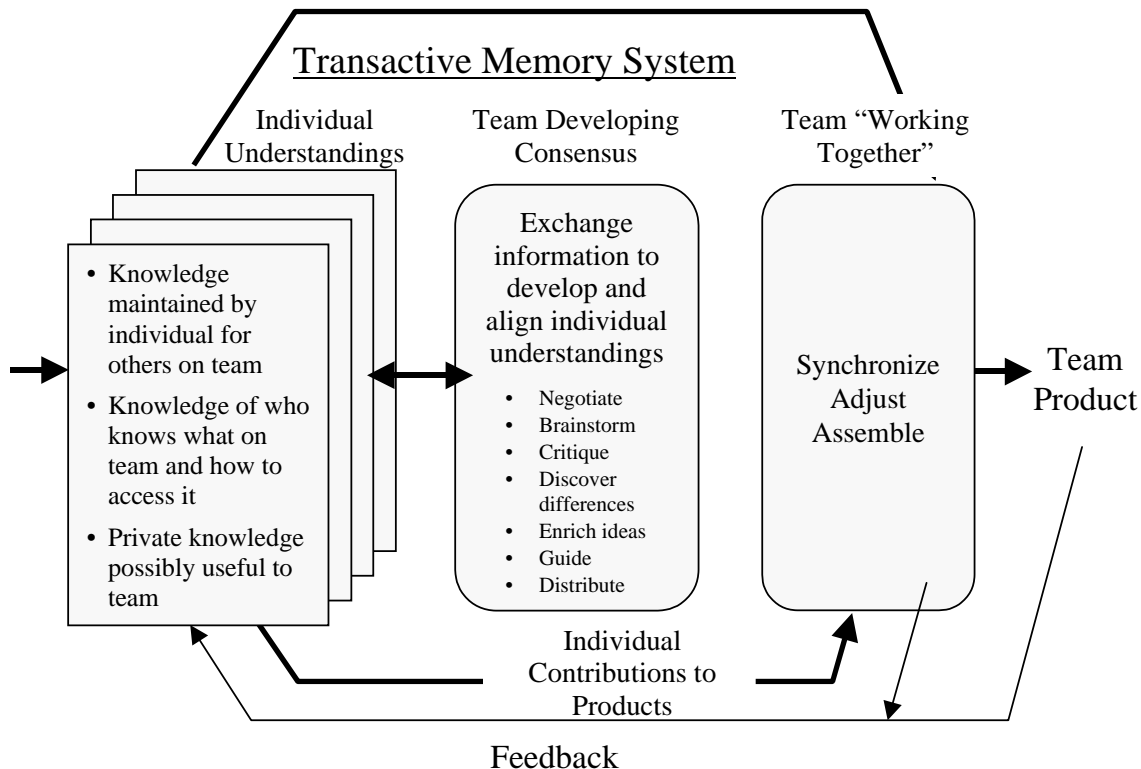 Transactive Memory System
Individual
Understandings
Team Developing
Consensus
Team “Working
Together”
• Knowledge
maintained by
individual for
others on team
• Knowledge of who
knows what on
team and how to
access it
• Private knowledge
possibly useful to
team
Exchange
information to
develop and
align individual
understandings
• Negotiate
• Brainstorm
• Critique
• Discover
differences
• Enrich ideas
• Guide
• Distribute
Synchronize
Adjust
Assemble
Team
Product
Individual
Contributions to
Products
Feedback